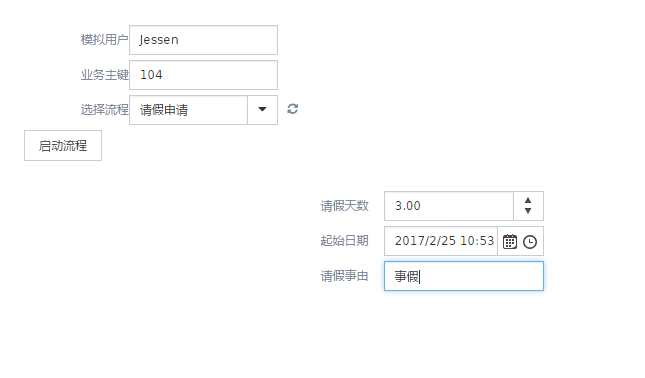 模拟用户 Jessen
业务主键 104
选择流程 请假申请
启动流程
请假天数 3.00
起始日期 2017/2/25 10:53
请假事由 事假